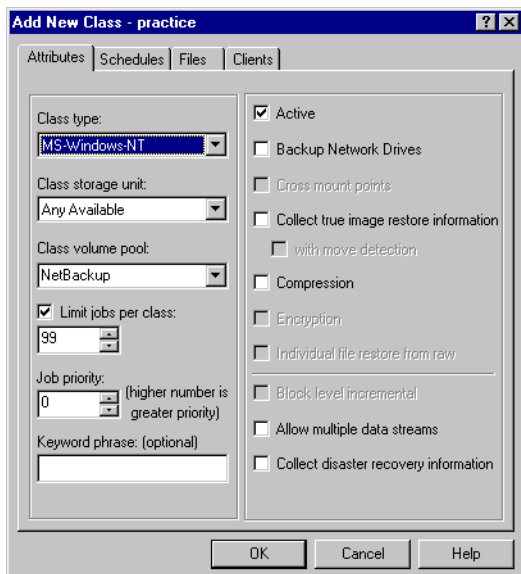 Add New Class - practice
Attributes Schedules Files Clients
Class type:
MS-Windows-NT
Class storage unit:
Any Available
Class volume pool:
NetBackup
Limit jobs per class:
99
Job priority:
0 (higher number is
greater priority)
Keyword phrase: (optional)
Active
Backup Network Drives
Cross mount points
Collect true image restore information
with move detection
Compression
Encryption
Individual file restore from raw
Block level incremental
Allow multiple data streams
Collect disaster recovery information
OK Cancel Help